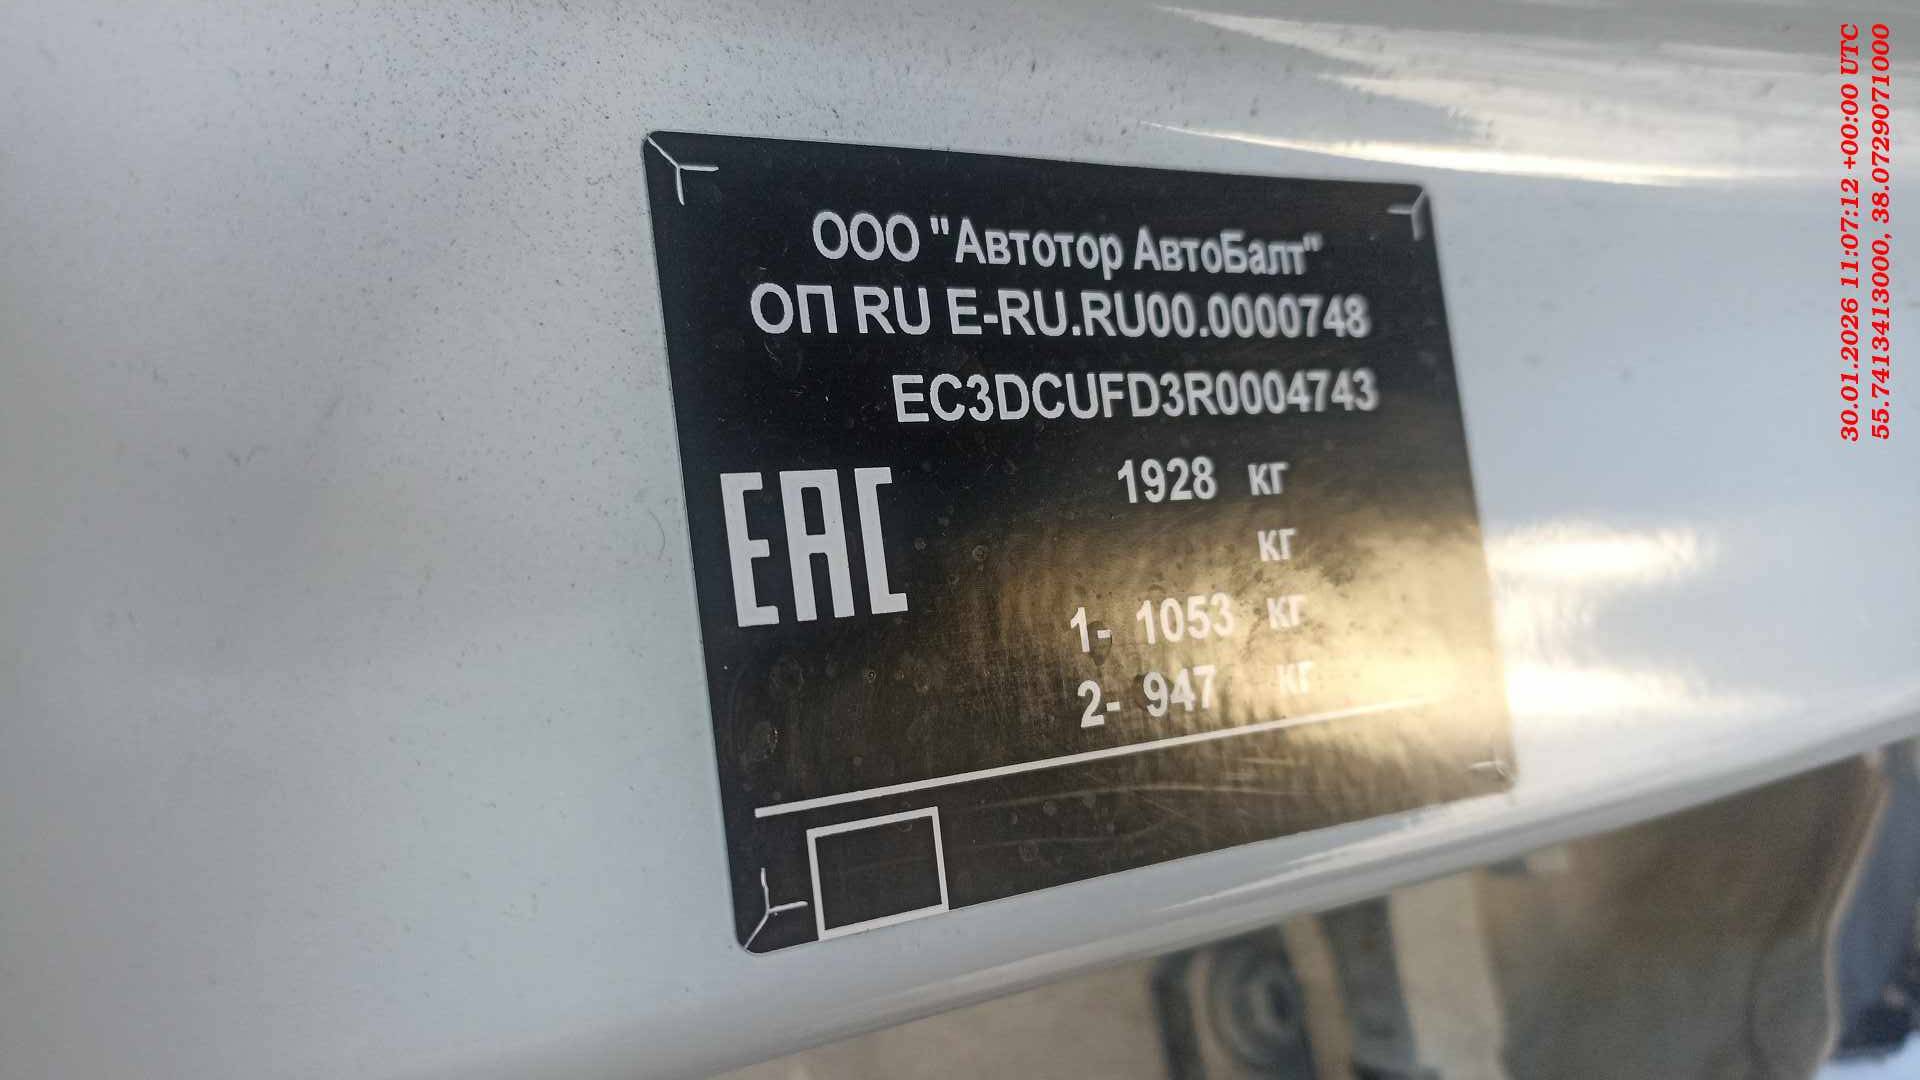 ООО "Автотор АвтоБалт"
ОП RU E-RU.RU00.0000748
EC3DCUFD3R0004743
EAC
1928 кг
кг
1- 1053 кг
2- 947 кг
30.01.2026 11:07:12 +00:00 UTC
55.7413413000, 38.077290771000